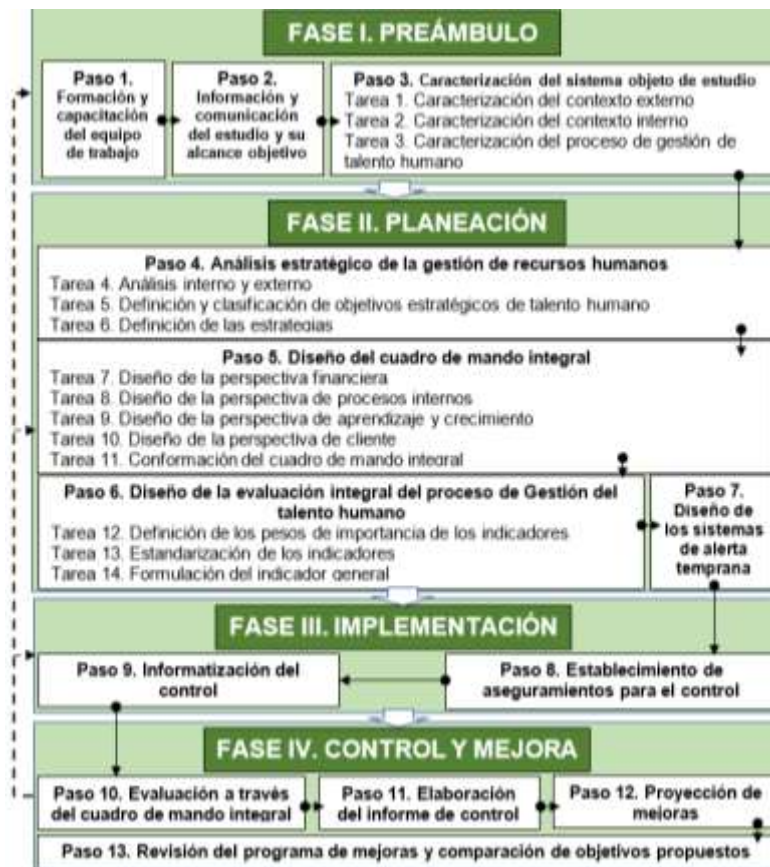 FASE I. PREÁMBULO
Paso 1.
Formación y
capacitación
del equipo
de trabajo
Paso 2.
Información y
comunicación
del estudio y su
alcance objetivo
Paso 3. Caracterización del sistema objeto de estudio
Tarea 1. Caracterización del contexto externo
Tarea 2. Caracterización del contexto interno
Tarea 3. Caracterización del proceso de gestión de
talento humano
FASE II. PLANEACIÓN
Paso 4. Análisis estratégico de la gestión de recursos humanos
Tarea 4. Análisis interno y externo
Tarea 5. Definición y clasificación de objetivos estratégicos de talento humano
Tarea 6. Definición de las estrategias
Paso 5. Diseño del cuadro de mando integral
Tarea 7. Diseño de la perspectiva financiera
Tarea 8. Diseño de la perspectiva de procesos internos
Tarea 9. Diseño de la perspectiva de aprendizaje y crecimiento
Tarea 10. Diseño de la perspectiva de cliente
Tarea 11. Conformación del cuadro de mando integral
Paso 6. Diseño de la evaluación integral del proceso de Gestión del
talento humano
Tarea 12. Definición de los pesos de importancia de los indicadores
Tarea 13. Estandarización de los indicadores
Tarea 14. Formulación del indicador general
Paso 7.
Diseño de
los sistemas
de alerta
temprana
FASE III. IMPLEMENTACIÓN
Paso 9. Informatización del
control
Paso 8. Establecimiento de
aseguramientos para el control
FASE IV. CONTROL Y MEJORA
Paso 10. Evaluación a través
del cuadro de mando integral
Paso 11. Elaboración
del informe de control
Paso 12. Proyección de
mejoras
Paso 13. Revisión del programa de mejoras y comparación de objetivos propuestos